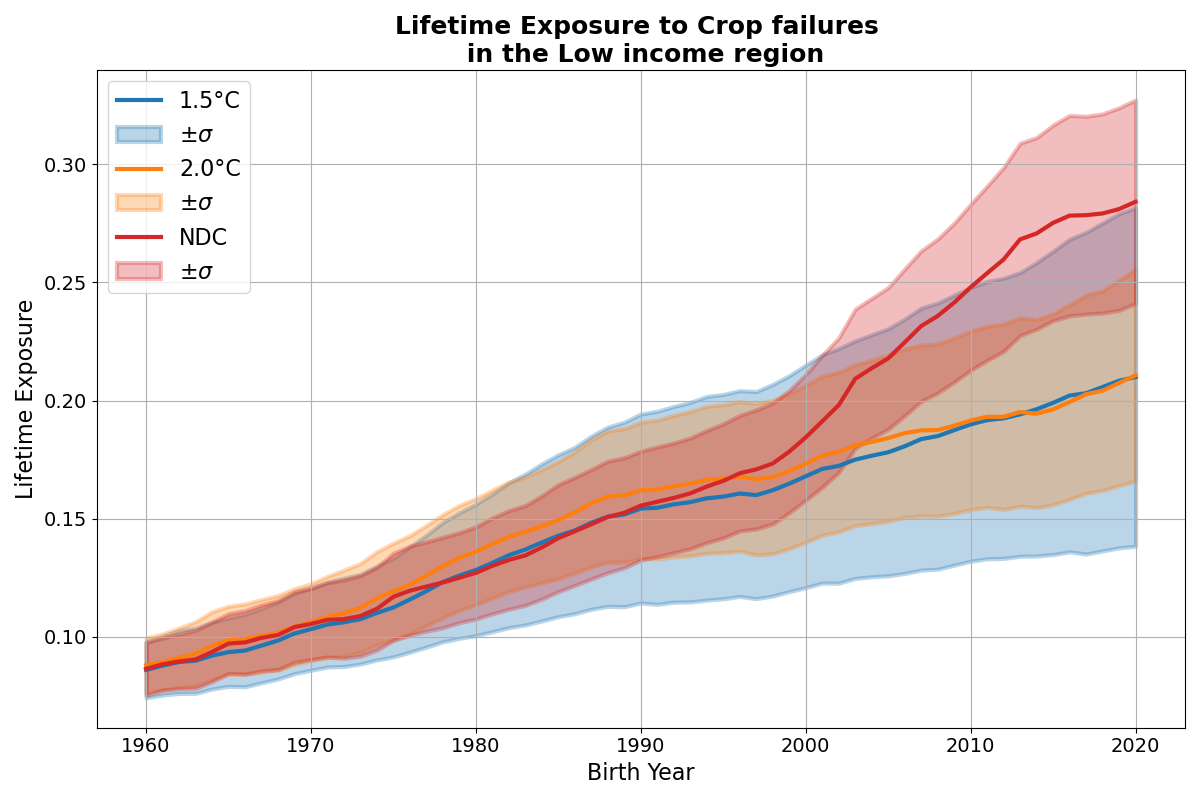 Lifetime Exposure to Crop failures
in the Low income region
1.5°C
±σ
2.0°C
±σ
NDC
±σ
Lifetime Exposure
0.30
0.25
0.20
0.15
0.10
1960 1970 1980 1990 2000 2010 2020
Birth Year